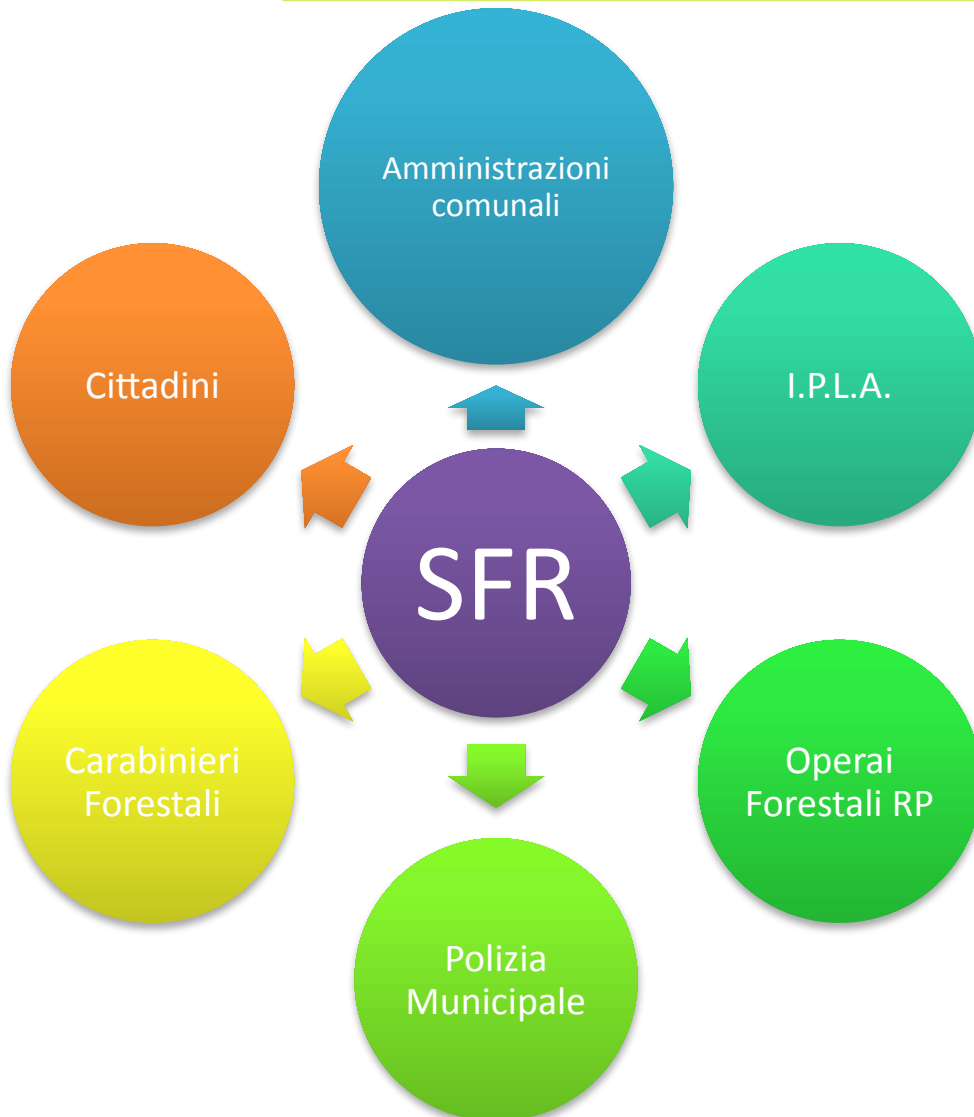 Amministrazioni
comunali
Cittadini
I.P.L.A.
SFR
Carabinieri
Forestali
Operai
Forestali RP
Polizia
Municipale